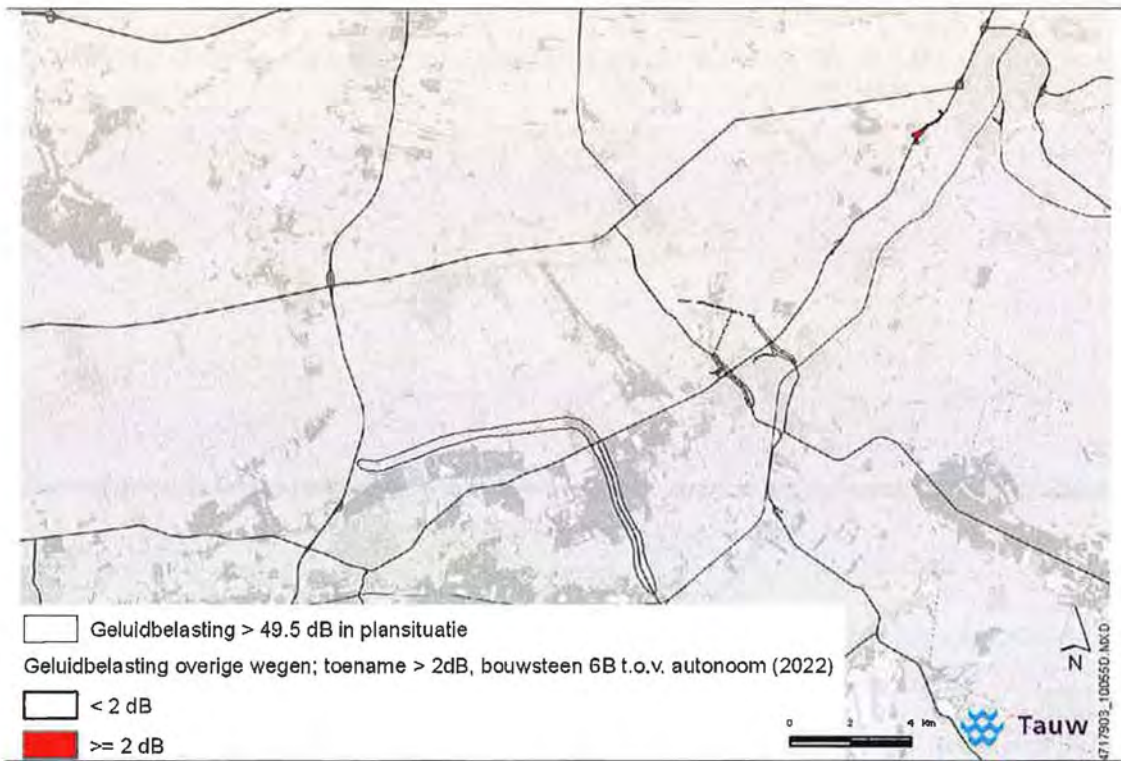 Geluidbelasting > 49.5 dB in plansituatie
Geluidbelasting overige wegen; toename > 2dB, bouwsteen 6B t.o.v. autonoom (2022)
< 2 dB
>= 2 dB
0 2 4 Km
Tauw
N
4717903_10055D.MXD